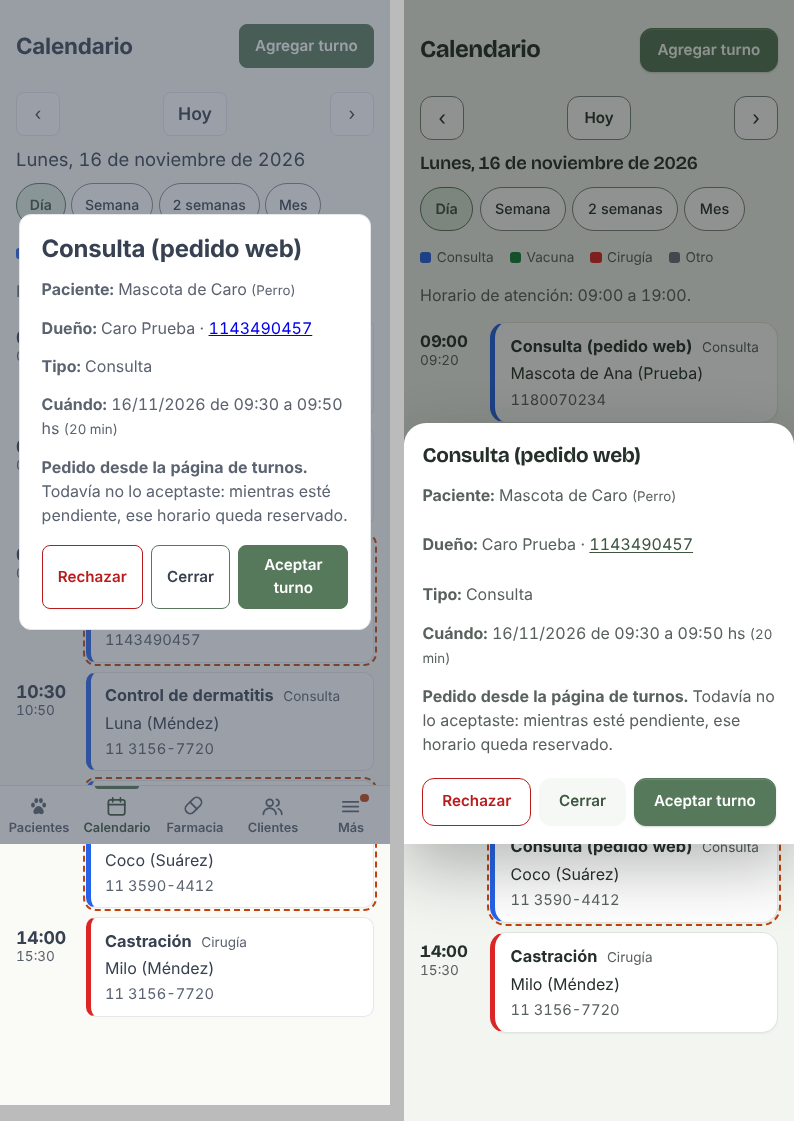 Calendario
Agregar turno
‹
Hoy
›
Lunes, 16 de noviembre de 2026
Día
Semana
2 semanas
Mes
Consulta (pedido web)
Paciente: Mascota de Caro (Perro)
Dueño: Caro Prueba · 1143490457
Tipo: Consulta
Cuándo: 16/11/2026 de 09:30 a 09:50
hs (20 min)
Pedido desde la página de turnos.
Todavía no lo aceptaste: mientras esté
pendiente, ese horario queda reservado.
Rechazar
Cerrar
Aceptar
turno
1143490457
10:30
10:50
Control de dermatitis Consulta
Luna (Méndez)
11 3156-7720
Pacientes
Calendario
Farmacia
Clientes
Más
Coco (Suárez)
11 3590-4412
14:00
15:30
Castración Cirugía
Milo (Méndez)
11 3156-7720
Calendario
Agregar turno
‹
Hoy
›
Lunes, 16 de noviembre de 2026
Día
Semana
2 semanas
Mes
Consulta
Vacuna
Cirugía
Otro
Horario de atención: 09:00 a 19:00.
09:00
09:20
Consulta (pedido web) Consulta
Mascota de Ana (Prueba)
1180070234
Consulta (pedido web)
Paciente: Mascota de Caro (Perro)
Dueño: Caro Prueba · 1143490457
Tipo: Consulta
Cuándo: 16/11/2026 de 09:30 a 09:50 hs (20
min)
Pedido desde la página de turnos. Todavía no
lo aceptaste: mientras esté pendiente, ese
horario queda reservado.
Rechazar
Cerrar
Aceptar turno
Consulta (pedido web) Consulta
Coco (Suárez)
11 3590-4412
14:00
15:30
Castración Cirugía
Milo (Méndez)
11 3156-7720